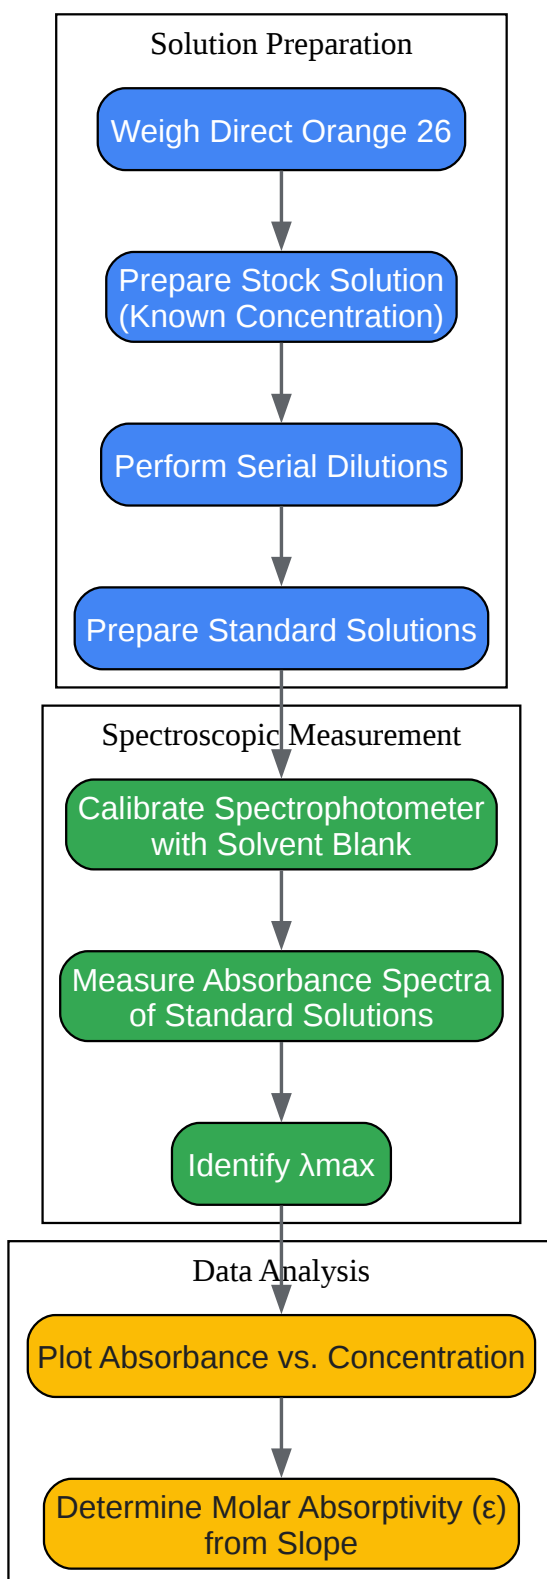 Solution Preparation
Weigh Direct Orange 26
Prepare Stock Solution
(Known Concentration)
Perform Serial Dilutions
Prepare Standard Solutions
Spectroscopic Measurement
Calibrate Spectrophotometer
with Solvent Blank
Measure Absorbance Spectra
of Standard Solutions
Identify λmax
Data Analysis
Plot Absorbance vs. Concentration
Determine Molar Absorptivity (ε)
from Slope